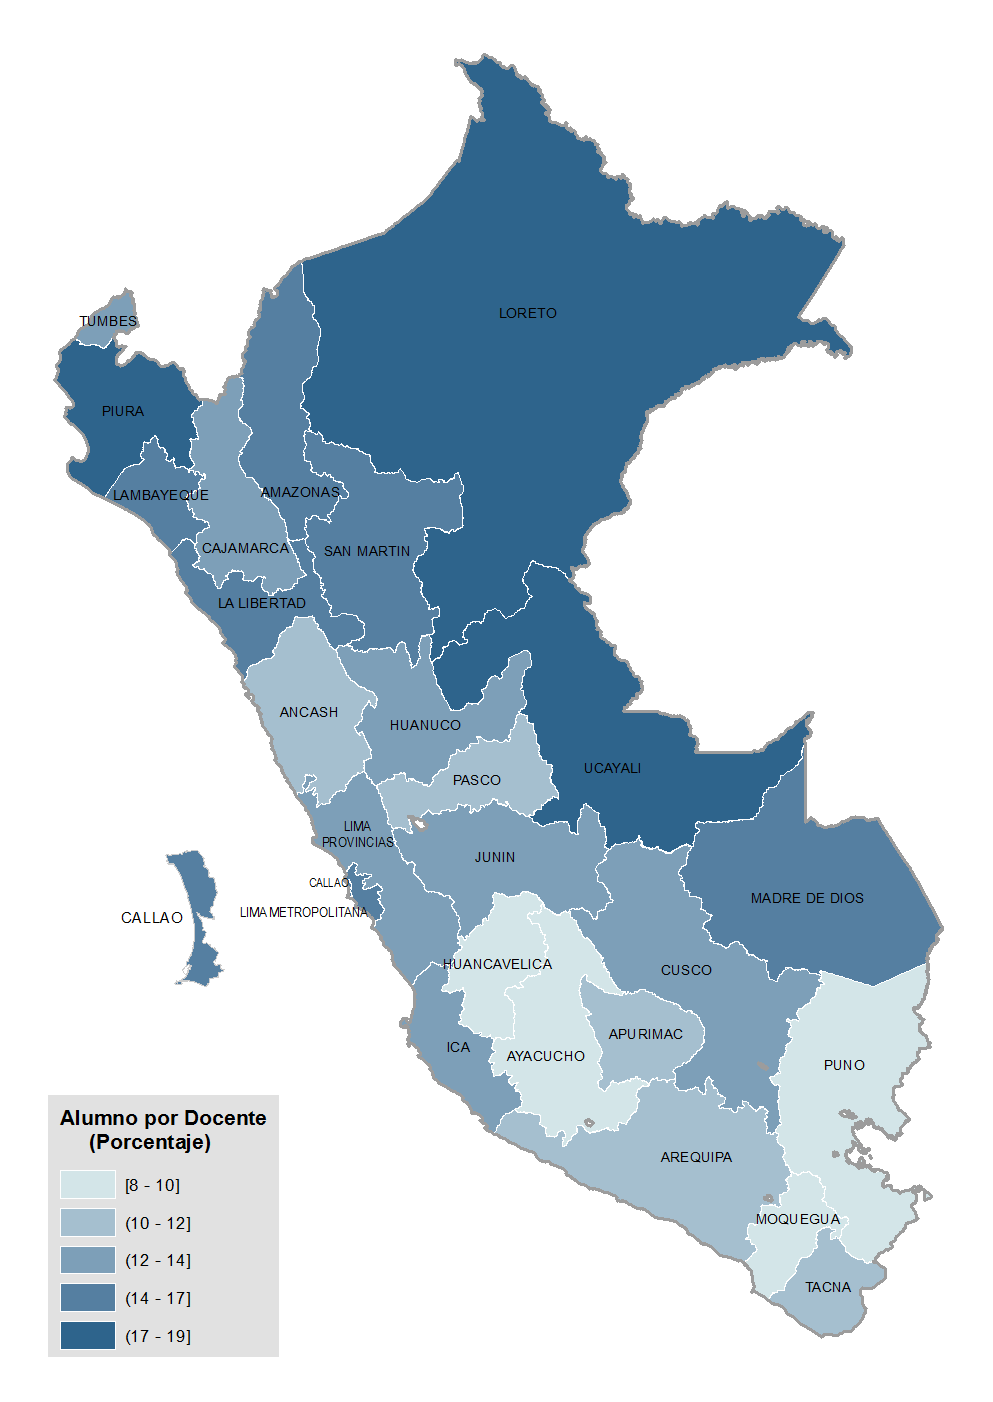 LORETO
TUMBES
PIURA
LAMBAYEQUE
AMAZONAS
CAJAMARCA
SAN MARTIN
LA LIBERTAD
ANCASH
HUANUCO
UCAYALI
PASCO
LIMA
PROVINCIAS
JUNIN
CALLAO
MADRE DE DIOS
LIMA METROPOLITANA
CALLAO
HUANCAVELICA
CUSCO
APURIMAC
ICA
AYACUCHO
PUNO
AREQUIPA
MOQUEGUA
TACNA
Alumno por Docente
(Porcentaje)
[8 - 10]
(10 - 12]
(12 - 14]
(14 - 17]
(17 - 19]